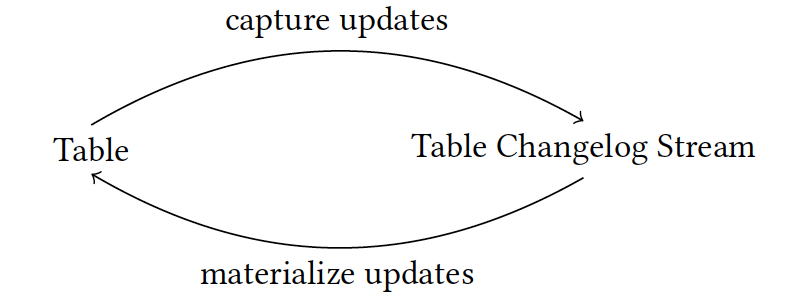 capture updates
Table
Table Changelog Stream
materialize updates